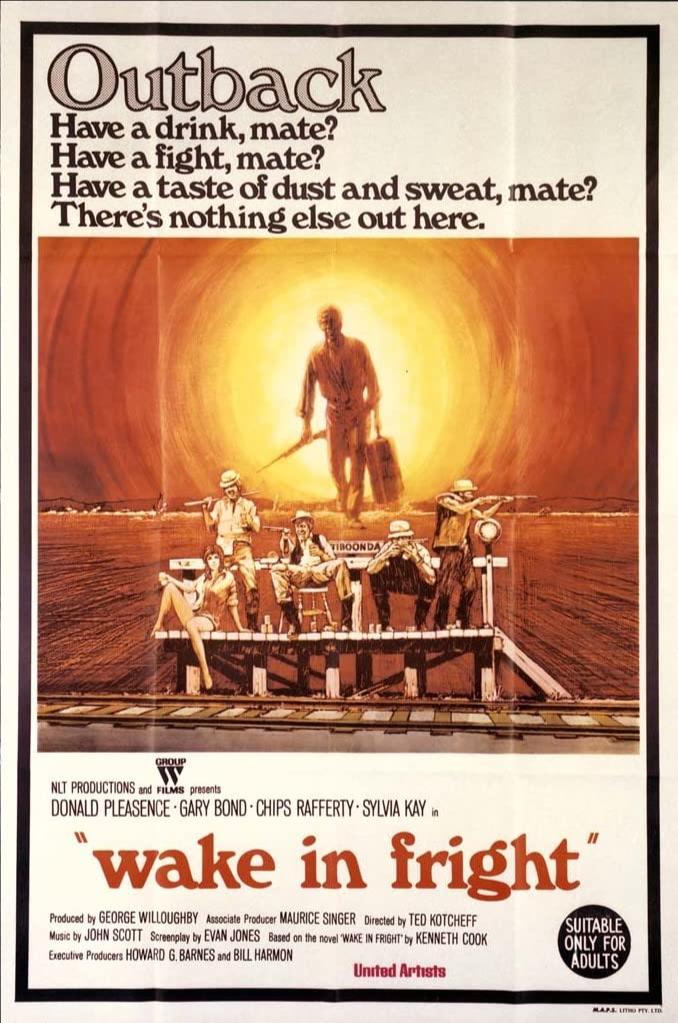 Outback
Have a drink, mate?
Have a fight, mate?
Have a taste of dust and sweat, mate?
There's nothing else out here.
TIBOONDA
GROUP W FILMS
NLT PRODUCTIONS and presents
DONALD PLEASENCE · GARY BOND · CHIPS RAFFERTY · SYLVIA KAY in
"wake in fright"
Produced by GEORGE WILLOUGHBY Associate Producer MAURICE SINGER Directed by TED KOTCHEFF
Music by JOHN SCOTT Screenplay by EVAN JONES Based on the novel 'WAKE IN FRIGHT' by KENNETH COOK
Executive Producers HOWARD G. BARNES and BILL HARMON
United Artists
SUITABLE
ONLY FOR
ADULTS
M.A.P.S. LITHO PTY. LTD.